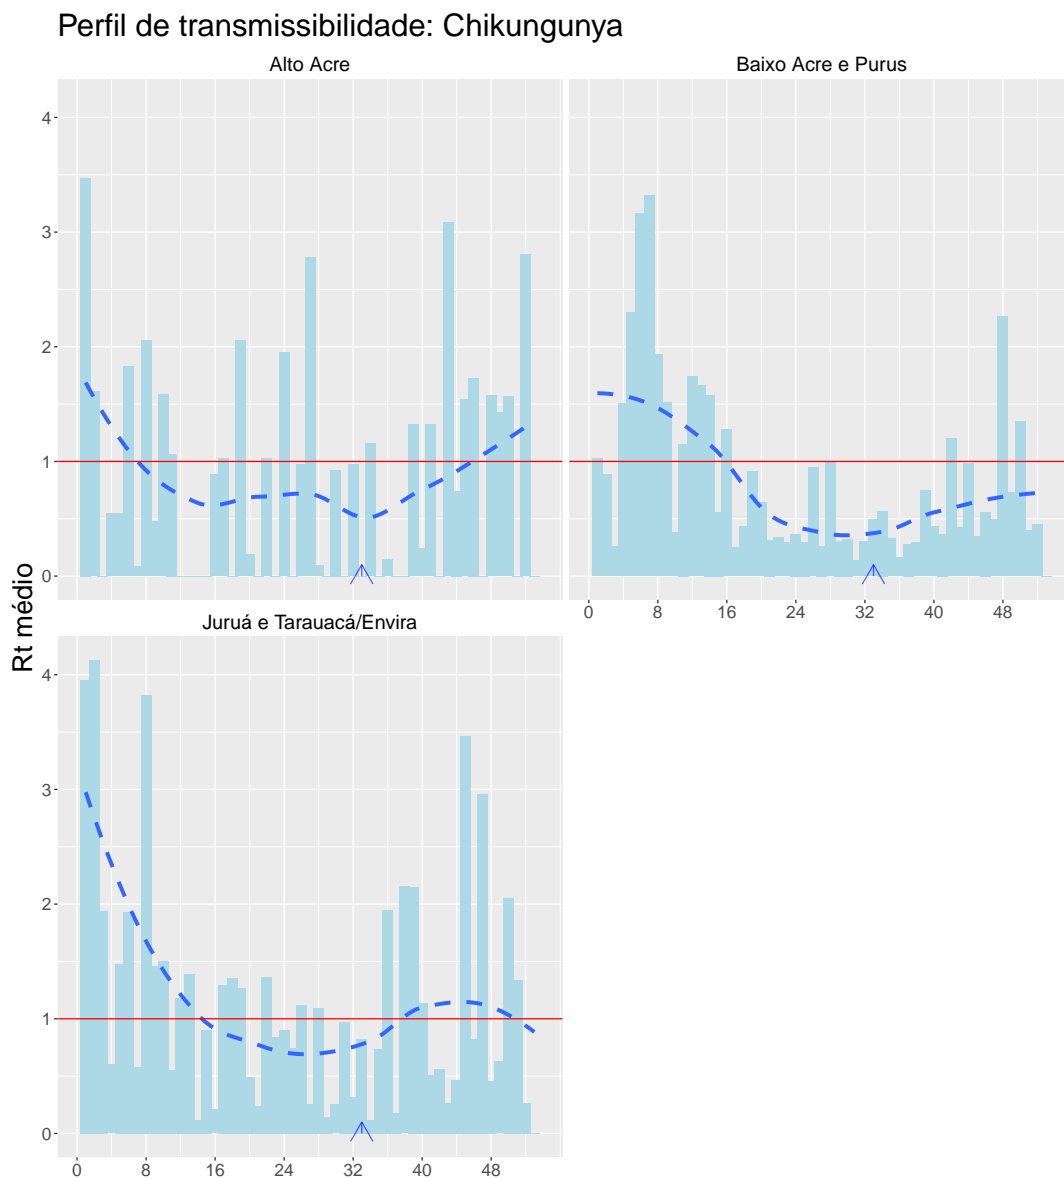 Perfil de transmissibilidade: Chikungunya
Alto Acre
Baixo Acre e Purus
4
3
2
1
0
0 8 16 24 32 40 48
Rt médio
Juruá e Tarauacá/Envira
4
3
2
1
0
0 8 16 24 32 40 48